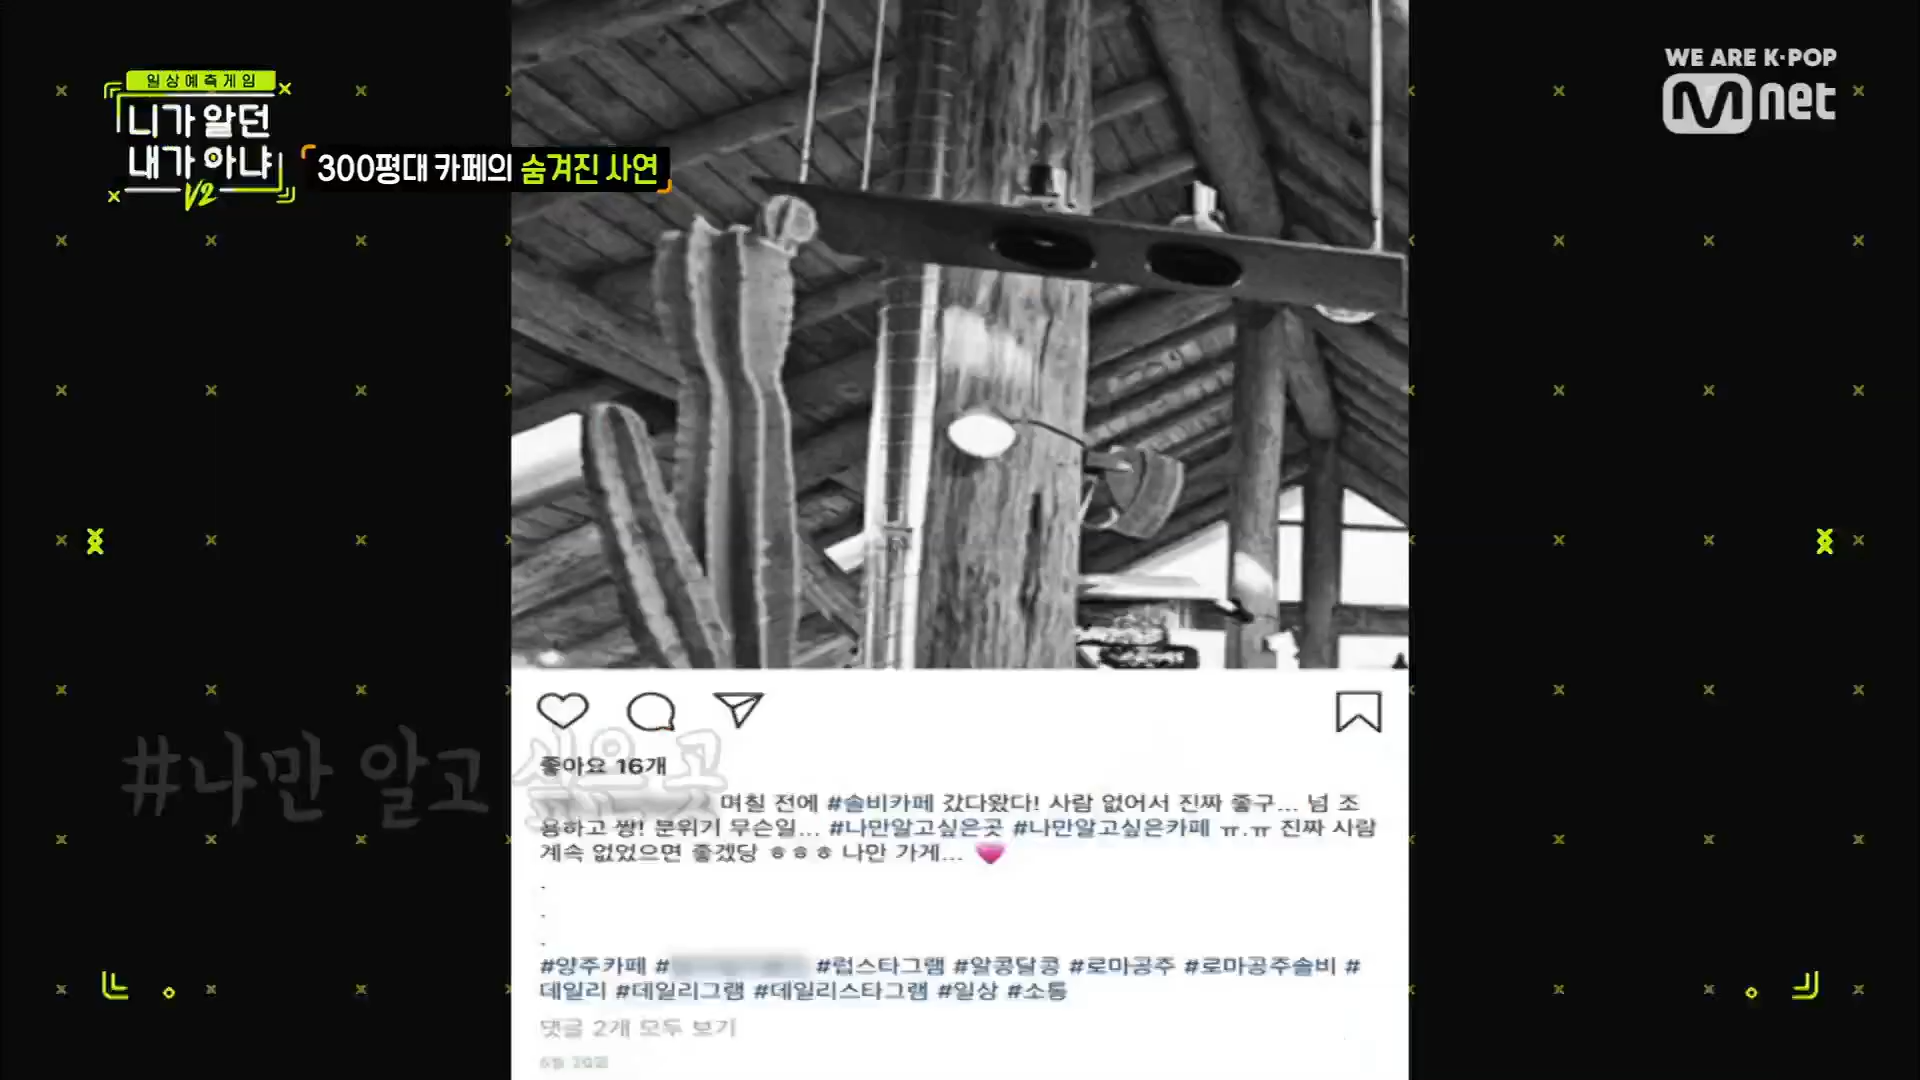 일상예측게임
니가 알던
내가 아냐
V2
300평대 카페의 숨겨진 사연
WE ARE K-POP
Mnet
#나만 알고 싶은 곳
좋아요 16개
며칠 전에 #솔비카페 갔다왔다! 사람 없어서 진짜 좋구... 넘 조
용하고 짱! 분위기 무슨일... #나만알고싶은곳 #나만알고싶은카페 ㅠ.ㅠ 진짜 사람
계속 없었으면 좋겠당 ㅎㅎㅎ 나만 가게...
.
.
.
#양주카페 # #럽스타그램 #알콩달콩 #로마공주 #로마공주솔비 #
데일리 #데일리그램 #데일리스타그램 #일상 #소통
댓글 2개 모두 보기